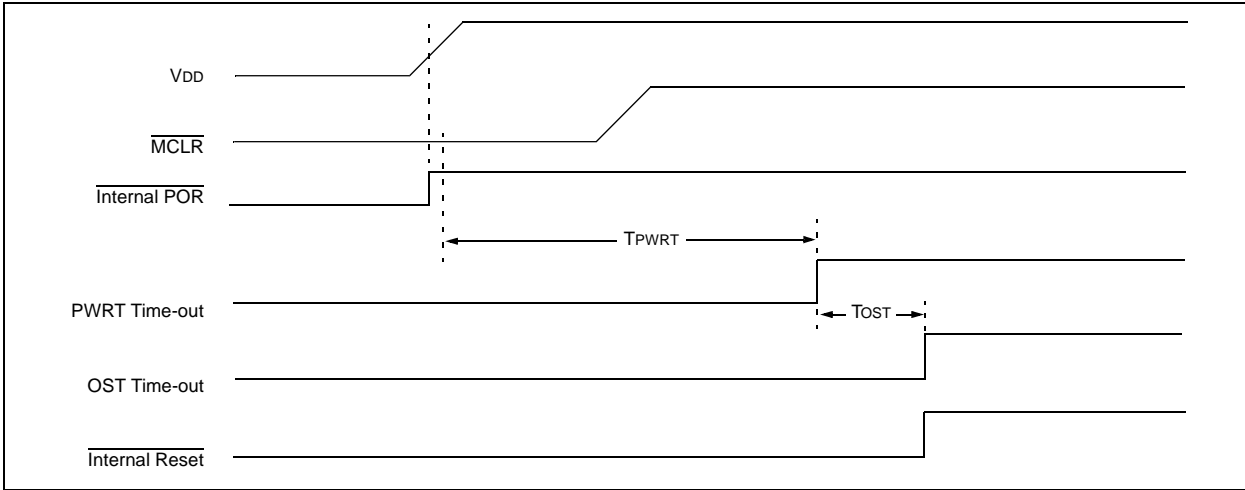 VDD
MCLR
Internal POR
TPWRT
PWRT Time-out
TOST
OST Time-out
Internal Reset